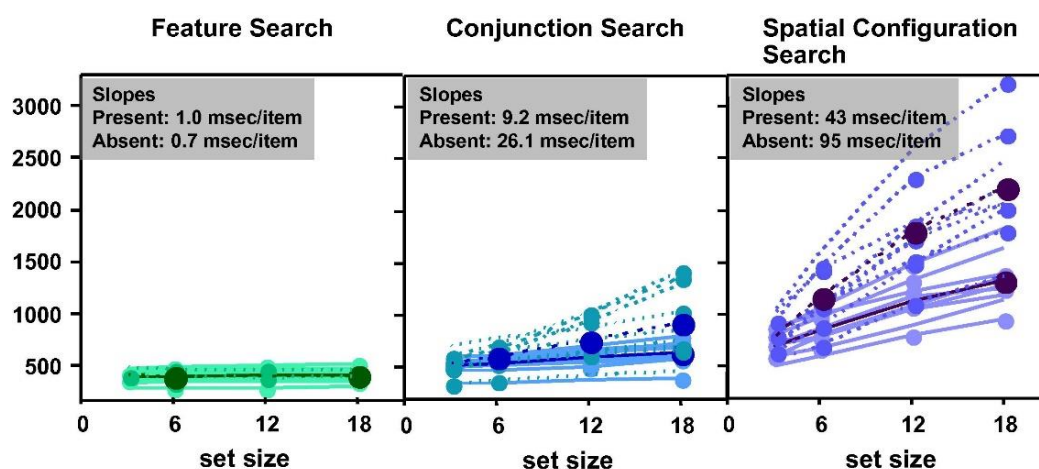 Feature Search
Conjunction Search
Spatial Configuration
Search
Slopes
Present: 1.0 msec/item
Absent: 0.7 msec/item
Slopes
Present: 9.2 msec/item
Absent: 26.1 msec/item
Slopes
Present: 43 msec/item
Absent: 95 msec/item
3000
2500
2000
1500
1000
500
6 12 18
6 12 18
6 12 18
set size
set size
set size